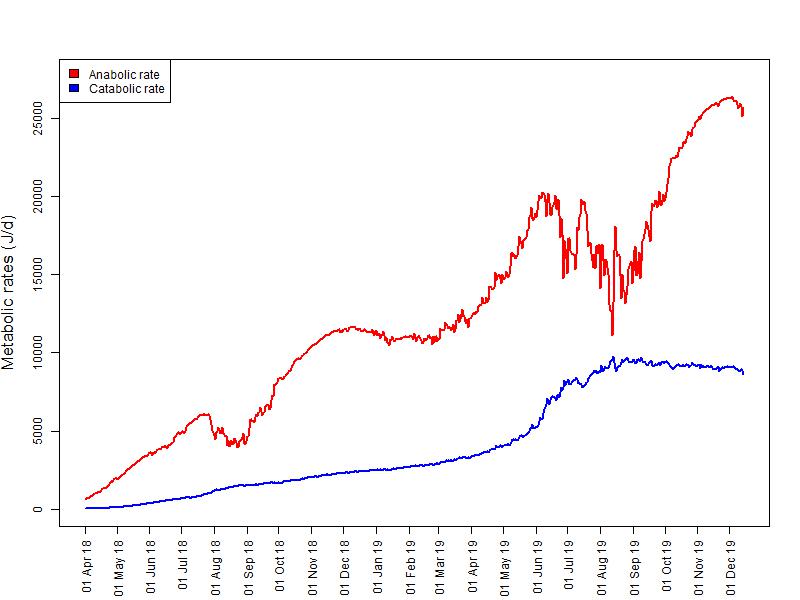 Anabolic rate
Catabolic rate
Metabolic rates (J/d)
25000
20000
15000
10000
5000
0
01 Apr 18
01 May 18
01 Jun 18
01 Jul 18
01 Aug 18
01 Sep 18
01 Oct 18
01 Nov 18
01 Dec 18
01 Jan 19
01 Feb 19
01 Mar 19
01 Apr 19
01 May 19
01 Jun 19
01 Jul 19
01 Aug 19
01 Sep 19
01 Oct 19
01 Nov 19
01 Dec 19